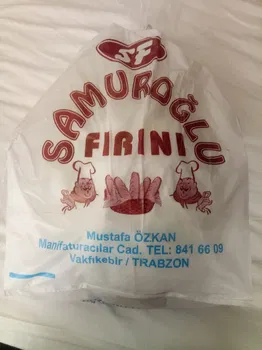 SF
SAMUROĞLU
FIRINI
Mustafa ÖZKAN
Manifaturacılar Cad. TEL: 841 66 09
Vakfıkebir / TRABZON